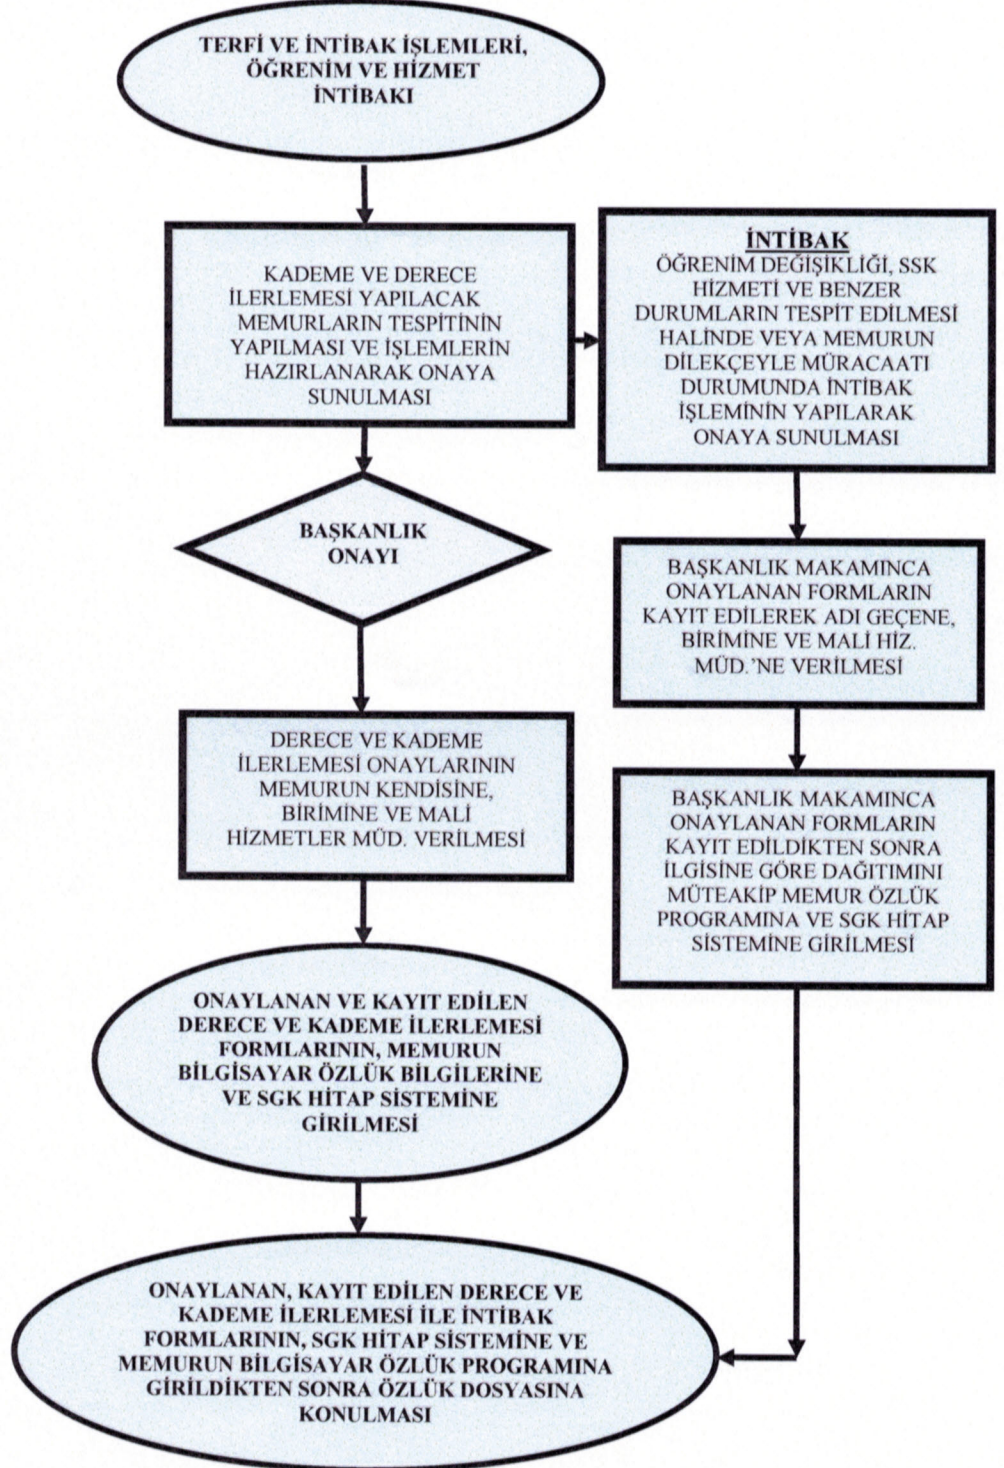 TERFİ VE İNTİBAK İŞLEMLERİ,
ÖĞRENİM VE HİZMET
İNTİBAKI
KADEME VE DERECE
İLERLEMESİ YAPILACAK
MEMURLARIN TESPİTİNİN
YAPILMASI VE İŞLEMLERİN
HAZIRLANARAK ONAYA
SUNULMASI
İNTİBAK
ÖĞRENİM DEĞİŞİKLİĞİ, SSK
HİZMETİ VE BENZER
DURUMLARIN TESPİT EDİLMESİ
HALİNDE VEYA MEMURUN
DİLEKÇEYLE MÜRACAATI
DURUMUNDA İNTİBAK
İŞLEMİNİN YAPILARAK
ONAYA SUNULMASI
BAŞKANLIK
ONAYI
BAŞKANLIK MAKAMINCA
ONAYLANAN FORMLARIN
KAYIT EDİLEREK ADI GEÇENE,
BİRİMİNE VE MALİ HİZ.
MÜD.'NE VERİLMESİ
DERECE VE KADEME
İLERLEMESİ ONAYLARININ
MEMURUN KENDİSİNE,
BİRİMİNE VE MALİ
HİZMETLER MÜD. VERİLMESİ
BAŞKANLIK MAKAMINCA
ONAYLANAN FORMLARIN
KAYIT EDİLDİKTEN SONRA
İLGİSİNE GÖRE DAĞITIMINI
MÜTEAKİP MEMUR ÖZLÜK
PROGRAMINA VE SGK HİTAP
SİSTEMİNE GİRİLMESİ
ONAYLANAN VE KAYIT EDİLEN
DERECE VE KADEME İLERLEMESİ
FORMLARININ, MEMURUN
BİLGİSAYAR ÖZLÜK BİLGİLERİNE
VE SGK HİTAP SİSTEMİNE
GİRİLMESİ
ONAYLANAN, KAYIT EDİLEN DERECE VE
KADEME İLERLEMESİ İLE İNTİBAK
FORMLARININ, SGK HİTAP SİSTEMİNE VE
MEMURUN BİLGİSAYAR ÖZLÜK PROGRAMINA
GİRİLDİKTEN SONRA ÖZLÜK DOSYASINA
KONULMASI